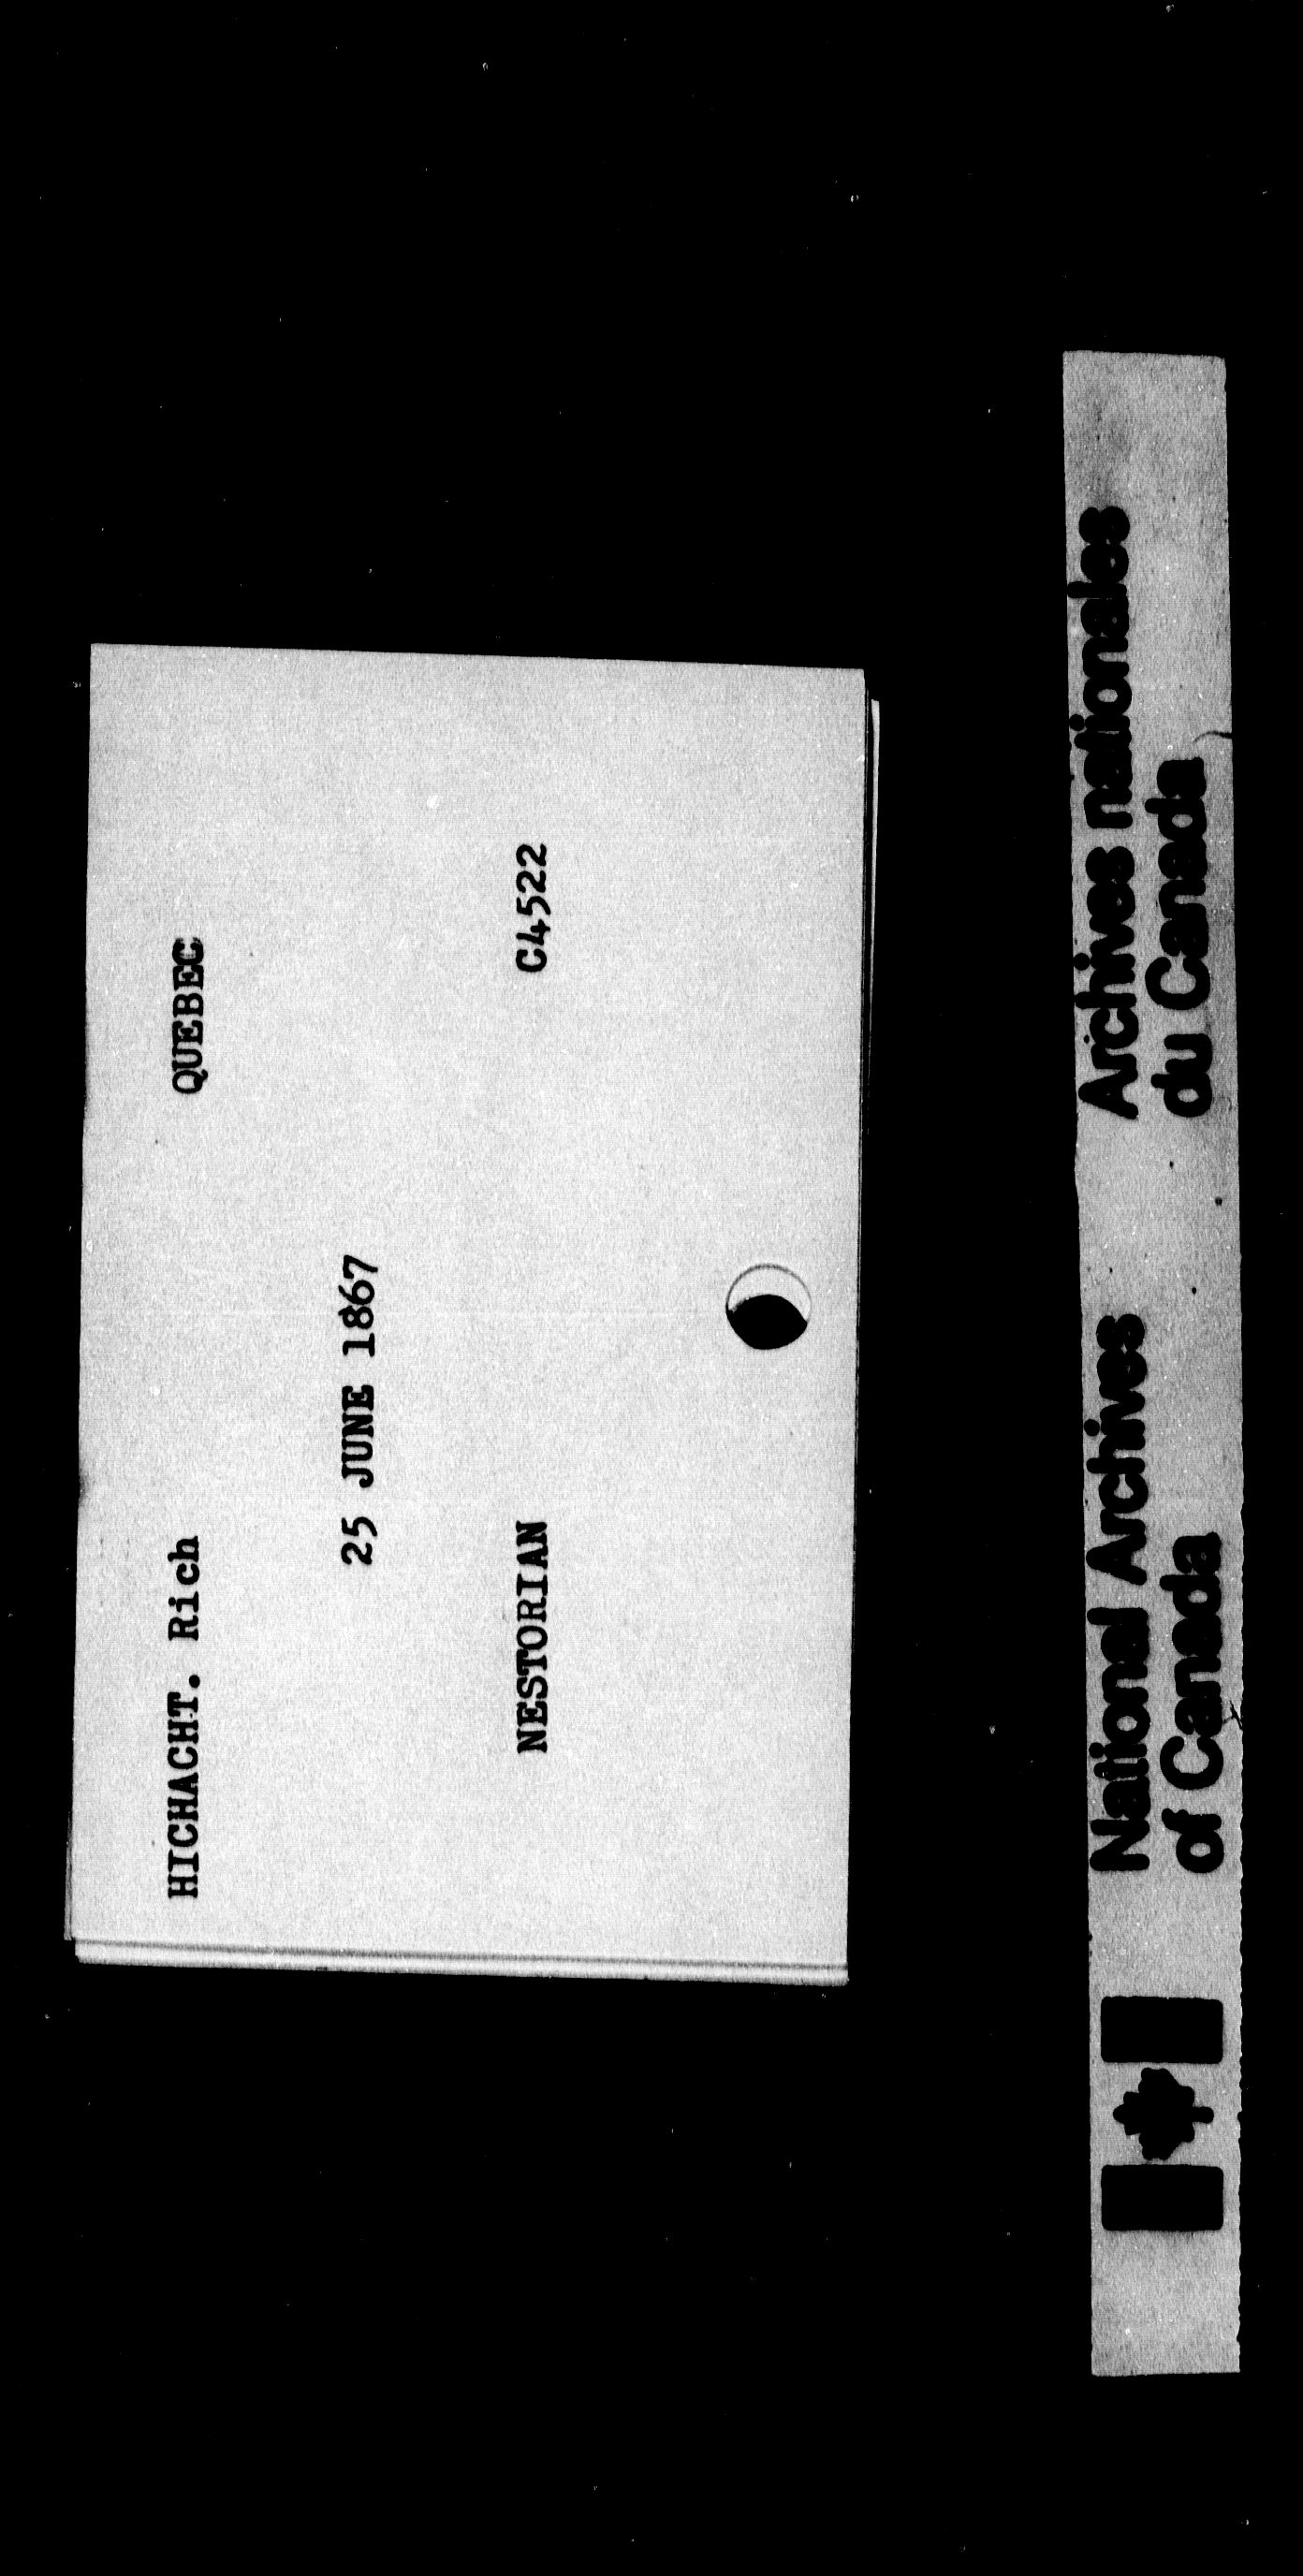 HICHACHT. Rich QUEBEC
25 JUNE 1867
NESTORIAN C4522
National Archives Archives nationales
of Canada du Canada